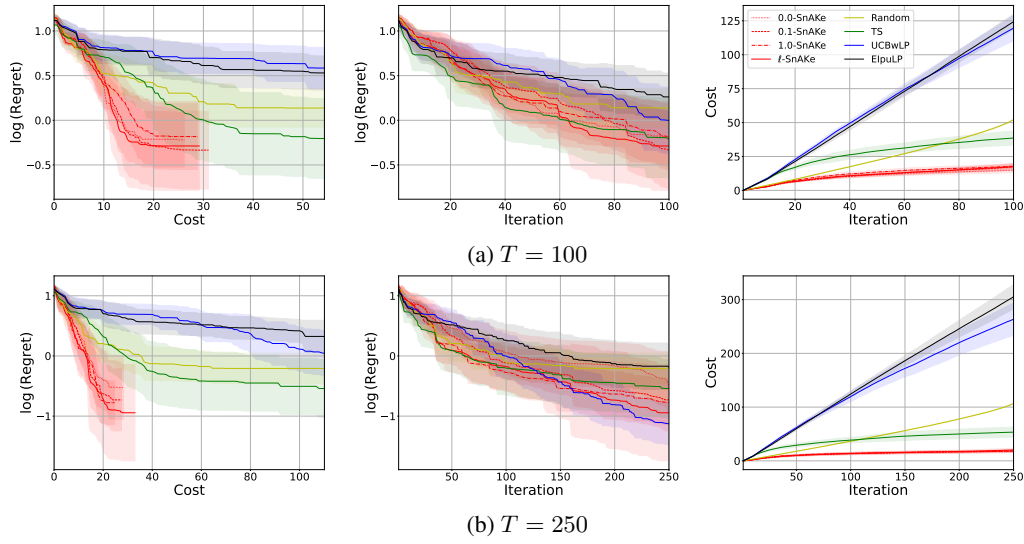 1.0
0.5
0.0
−0.5
log (Regret)
0 10 20 30 40 50
Cost
1.0
0.5
0.0
−0.5
log (Regret)
20 40 60 80 100
Iteration
125
100
75
50
25
0
Cost
0.0-SnAKe
0.1-SnAKe
1.0-SnAKe
ℓ-SnAKe
Random
TS
UCBwLP
EIpuLP
20 40 60 80 100
Iteration
(a) T = 100
1
0
−1
log (Regret)
0 20 40 60 80 100
Cost
1
0
−1
log (Regret)
50 100 150 200 250
Iteration
300
200
100
0
Cost
50 100 150 200 250
Iteration
(b) T = 250